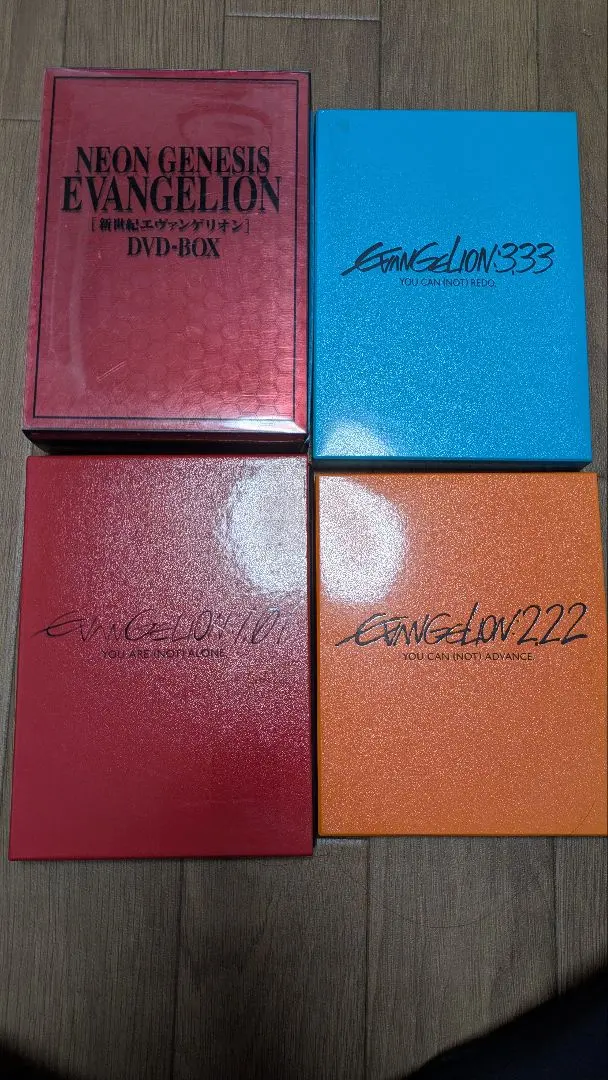 NEON GENESIS
EVANGELION
[新世紀エヴァンゲリオン]
DVD-BOX
EVANGELION:3.33
YOU CAN (NOT) REDO.
EVANGELION:1.01
YOU ARE (NOT) ALONE.
EVANGELION:2.22
YOU CAN (NOT) ADVANCE.